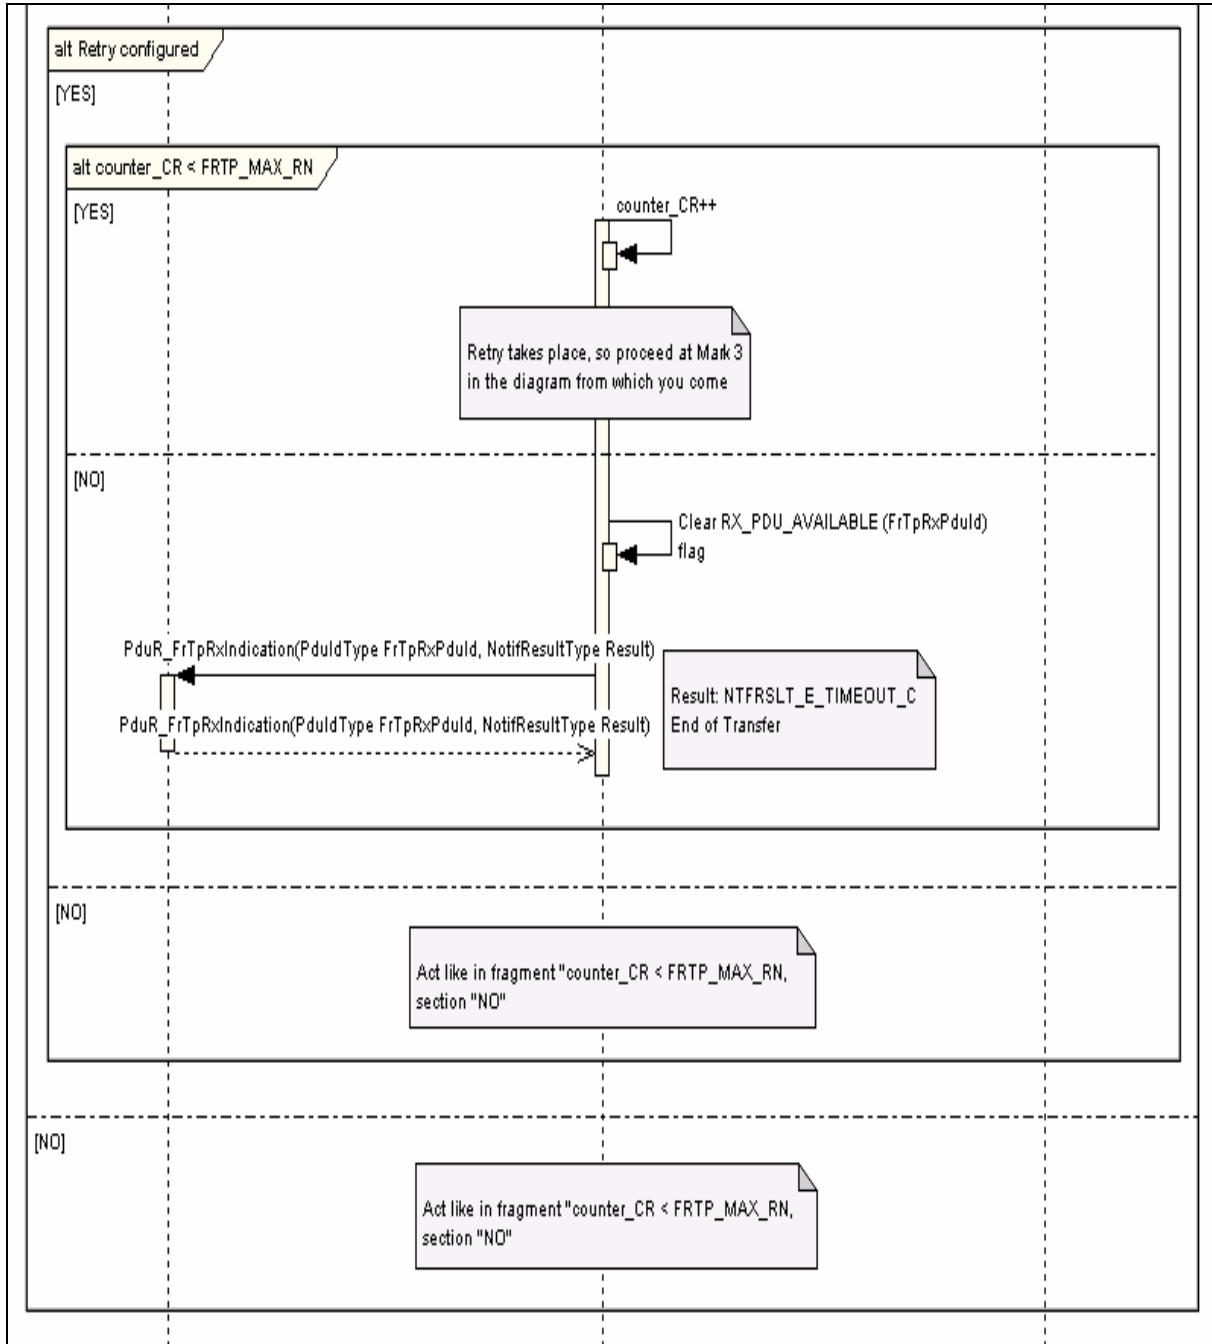 alt Retry configured
[YES]
alt counter_CR < FRTP_MAX_RN
[YES]
counter_CR++
Retry takes place, so proceed at Mark 3
in the diagram from which you come
[NO]
Clear RX_PDU_AVAILABLE (FrTpRxPduId)
flag
PduR_FrTpRxIndication(PduIdType FrTpRxPduId, NotifResultType Result)
Result: NTFRSLT_E_TIMEOUT_C
End of Transfer
PduR_FrTpRxIndication(PduIdType FrTpRxPduId, NotifResultType Result)
[NO]
Act like in fragment "counter_CR < FRTP_MAX_RN,
section "NO"
[NO]
Act like in fragment "counter_CR < FRTP_MAX_RN,
section "NO"